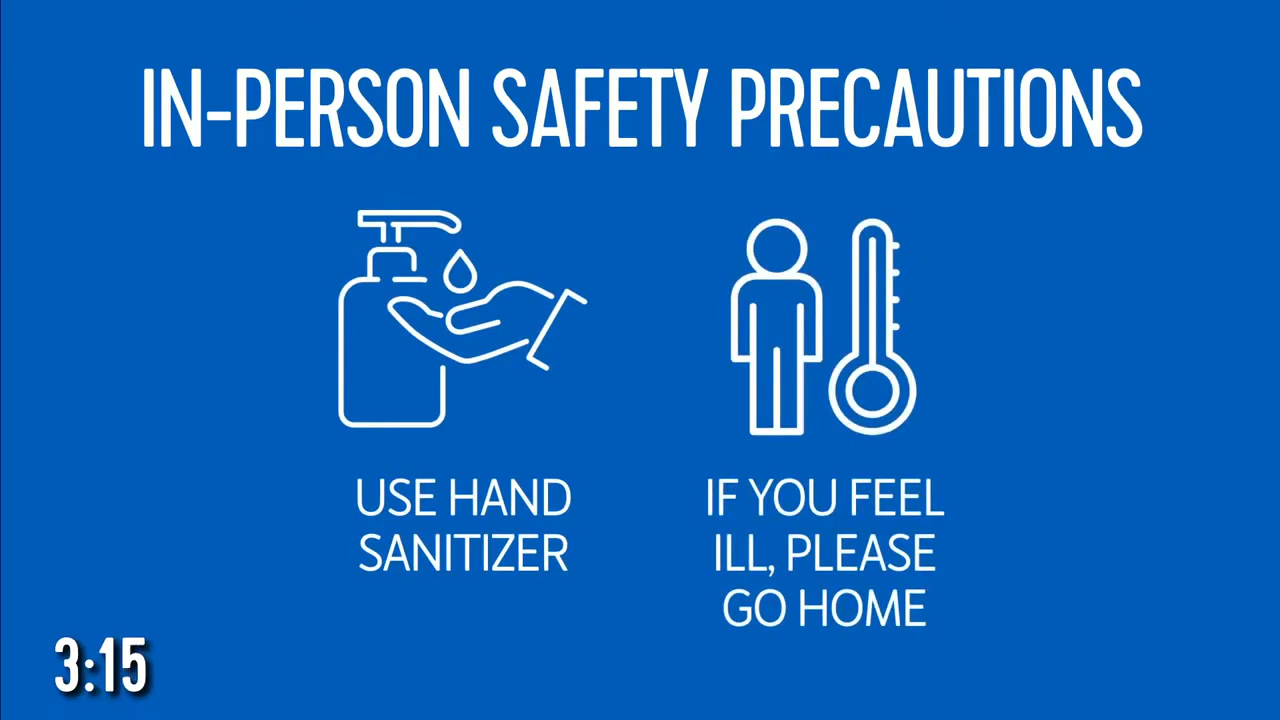 IN-PERSON SAFETY PRECAUTIONS
USE HAND
SANITIZER
IF YOU FEEL
ILL, PLEASE
GO HOME
3:15